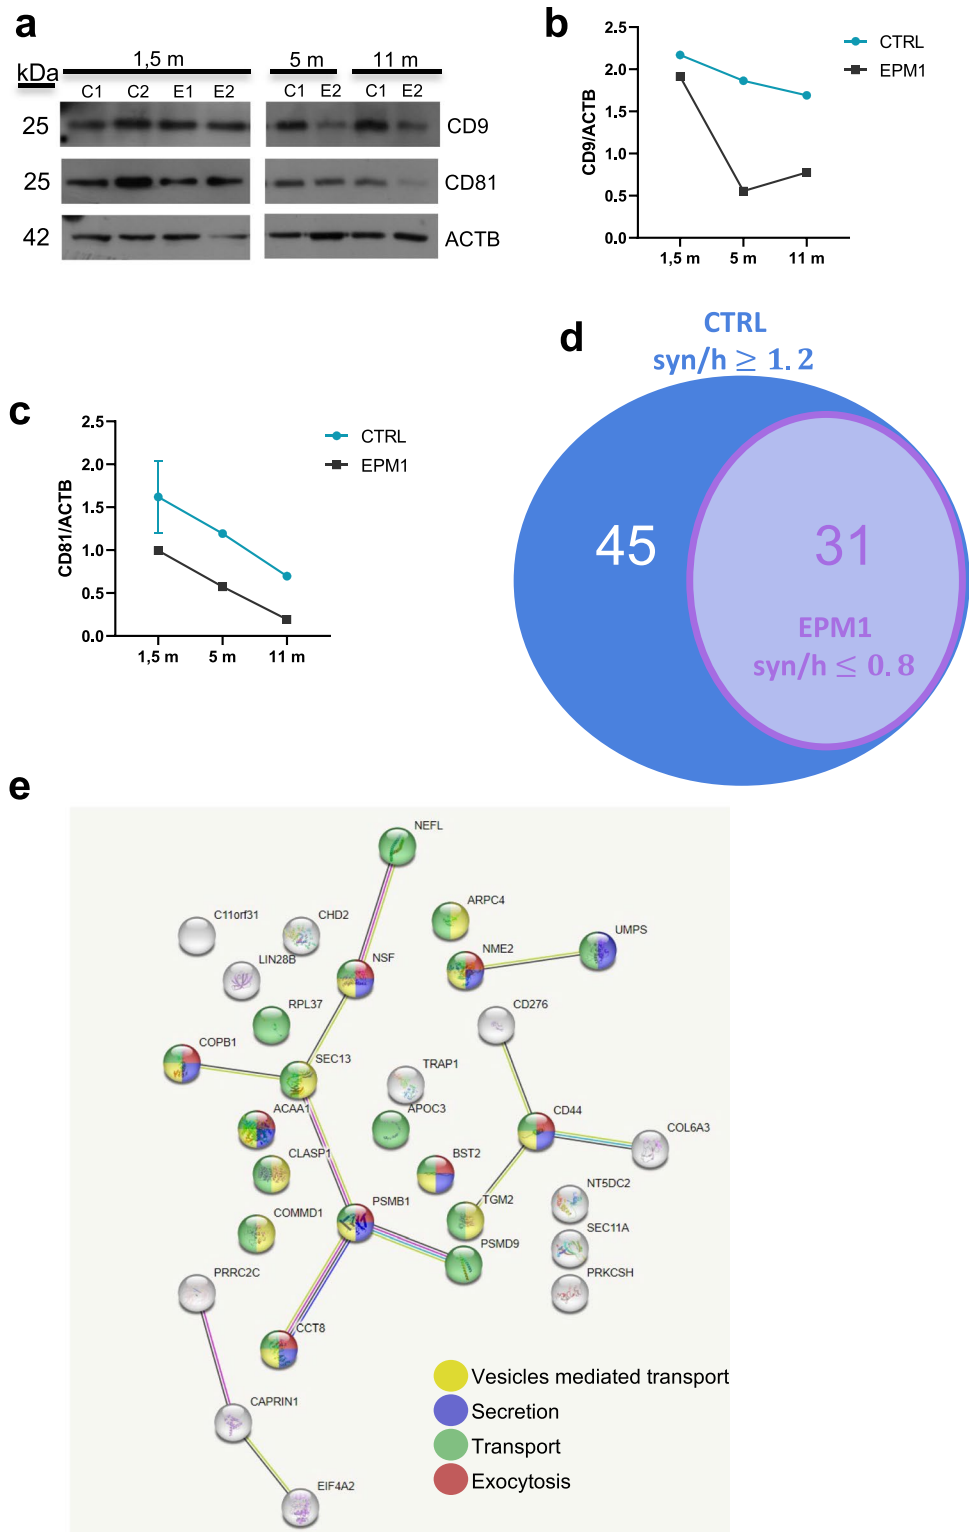 a
kDa
1,5 m
5 m
11 m
C1 C2 E1 E2 C1 E2 C1 E2
25 CD9
25 CD81
42 ACTB
b
CD9/ACTB
2.5
2.0
1.5
1.0
0.5
0.0
1,5 m 5 m 11 m
CTRL
EPM1
c
CD81/ACTB
2.5
2.0
1.5
1.0
0.5
0.0
1,5 m 5 m 11 m
CTRL
EPM1
d
CTRL
syn/h ≥ 1.2
45
31
EPM1
syn/h ≤ 0.8
e
NEFL
C11orf31
CHD2
ARPC4
UMPS
LIN28B
NSF
NME2
RPL37
CD276
COPB1
SEC13
TRAP1
ACAA1
APOC3
CD44
COL6A3
CLASP1
BST2
NT5DC2
COMMD1
PSMB1
TGM2
SEC11A
PSMD9
PRKCSH
PRRC2C
CCT8
CAPRIN1
EIF4A2
Vesicles mediated transport
Secretion
Transport
Exocytosis